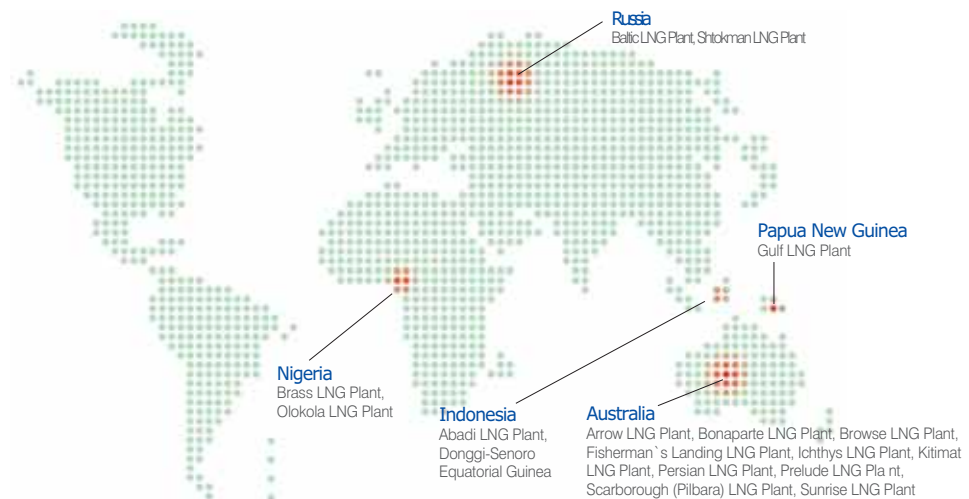 Russia
Baltic LNG Plant, Shtokman LNG Plant
Papua New Guinea
Gulf LNG Plant
Nigeria
Brass LNG Plant,
Olokola LNG Plant
Indonesia
Abadi LNG Plant,
Donggi-Senoro
Equatorial Guinea
Australia
Arrow LNG Plant, Bonaparte LNG Plant, Browse LNG Plant,
Fisherman`s Landing LNG Plant, Ichthys LNG Plant, Kitimat
LNG Plant, Persian LNG Plant, Prelude LNG Pla nt,
Scarborough (Pilbara) LNG Plant, Sunrise LNG Plant